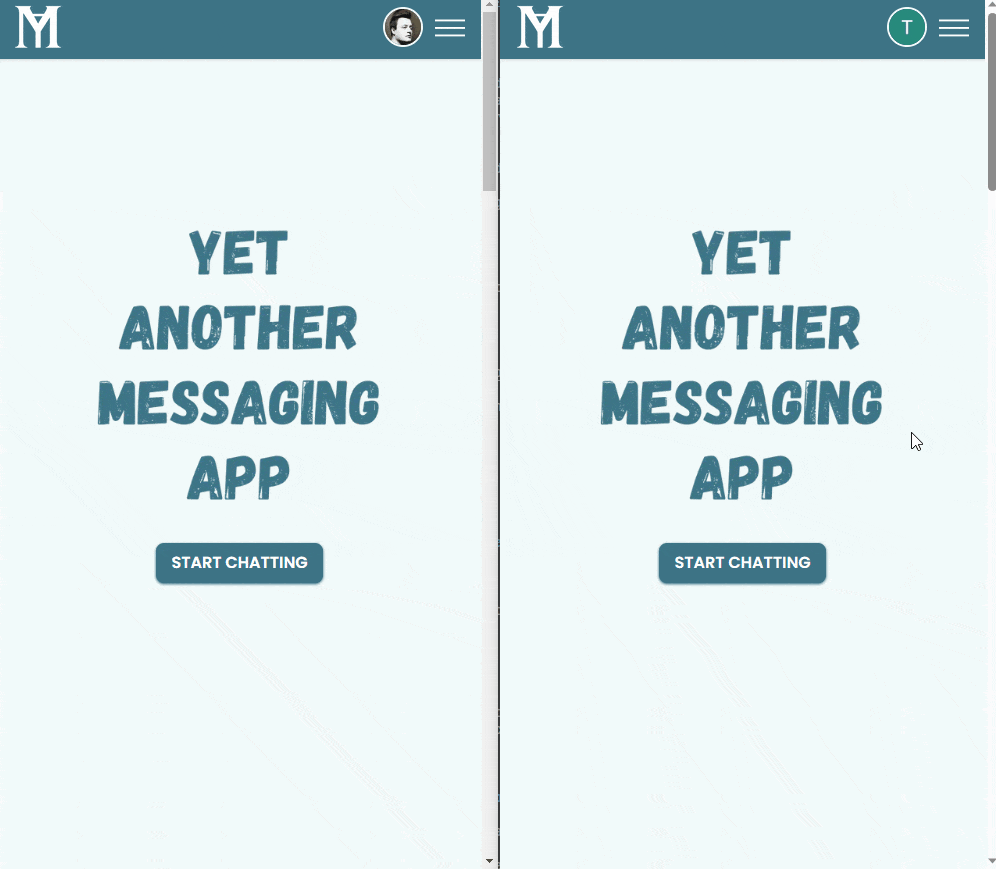 YM
T
YET
ANOTHER
MESSAGING
APP
START CHATTING
YM
YET
ANOTHER
MESSAGING
APP
START CHATTING